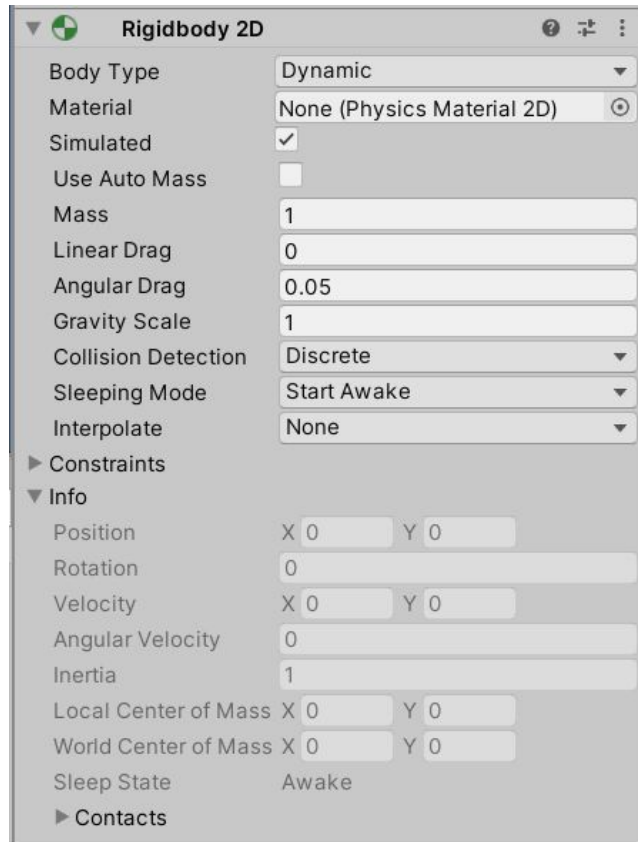 Rigidbody 2D
Body Type Dynamic
Material None (Physics Material 2D)
Simulated
Use Auto Mass
Mass 1
Linear Drag 0
Angular Drag 0.05
Gravity Scale 1
Collision Detection Discrete
Sleeping Mode Start Awake
Interpolate None
Constraints
Info
Position X 0 Y 0
Rotation 0
Velocity X 0 Y 0
Angular Velocity 0
Inertia 1
Local Center of Mass X 0 Y 0
World Center of Mass X 0 Y 0
Sleep State Awake
Contacts